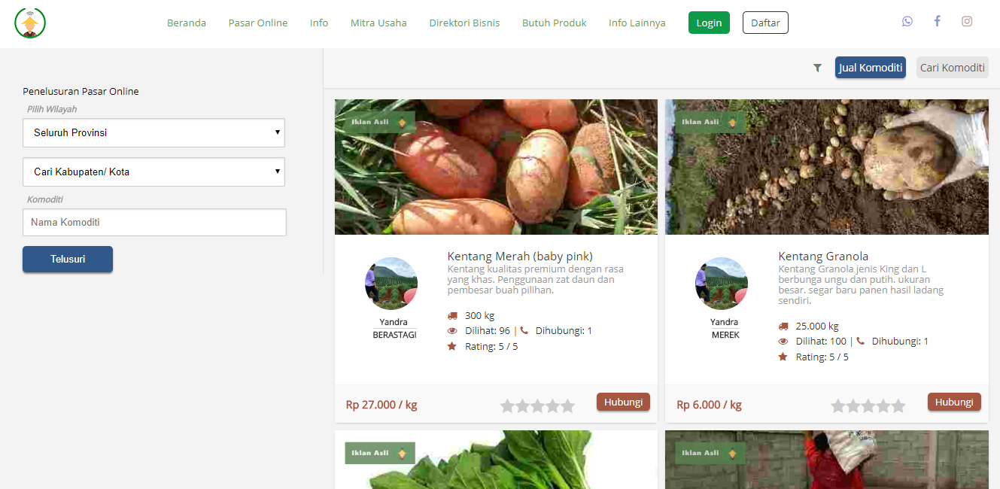 Beranda
Pasar Online
Info
Mitra Usaha
Direktori Bisnis
Butuh Produk
Info Lainnya
Login
Daftar
Penelusuran Pasar Online
Pilih Wilayah
Seluruh Provinsi
Cari Kabupaten/ Kota
Komoditi
Nama Komoditi
Telusuri
Jual Komoditi
Cari Komoditi
Iklan Asli
Kentang Merah (baby pink)
Kentang kualitas premium dengan rasa
yang khas. Penggunaan zat daun dan
pembesar buah pilihan.
Yandra
BERASTAGI
300 kg
Dilihat: 96 | Dihubungi: 1
Rating: 5 / 5
Rp 27.000 / kg
Hubungi
Iklan Asli
Kentang Granola
Kentang Granola jenis King dan L
berbunga ungu dan putih. ukuran
besar. segar baru panen hasil ladang
sendiri.
Yandra
MEREK
25.000 kg
Dilihat: 100 | Dihubungi: 1
Rating: 5 / 5
Rp 6.000 / kg
Hubungi
Iklan Asli
Iklan Asli